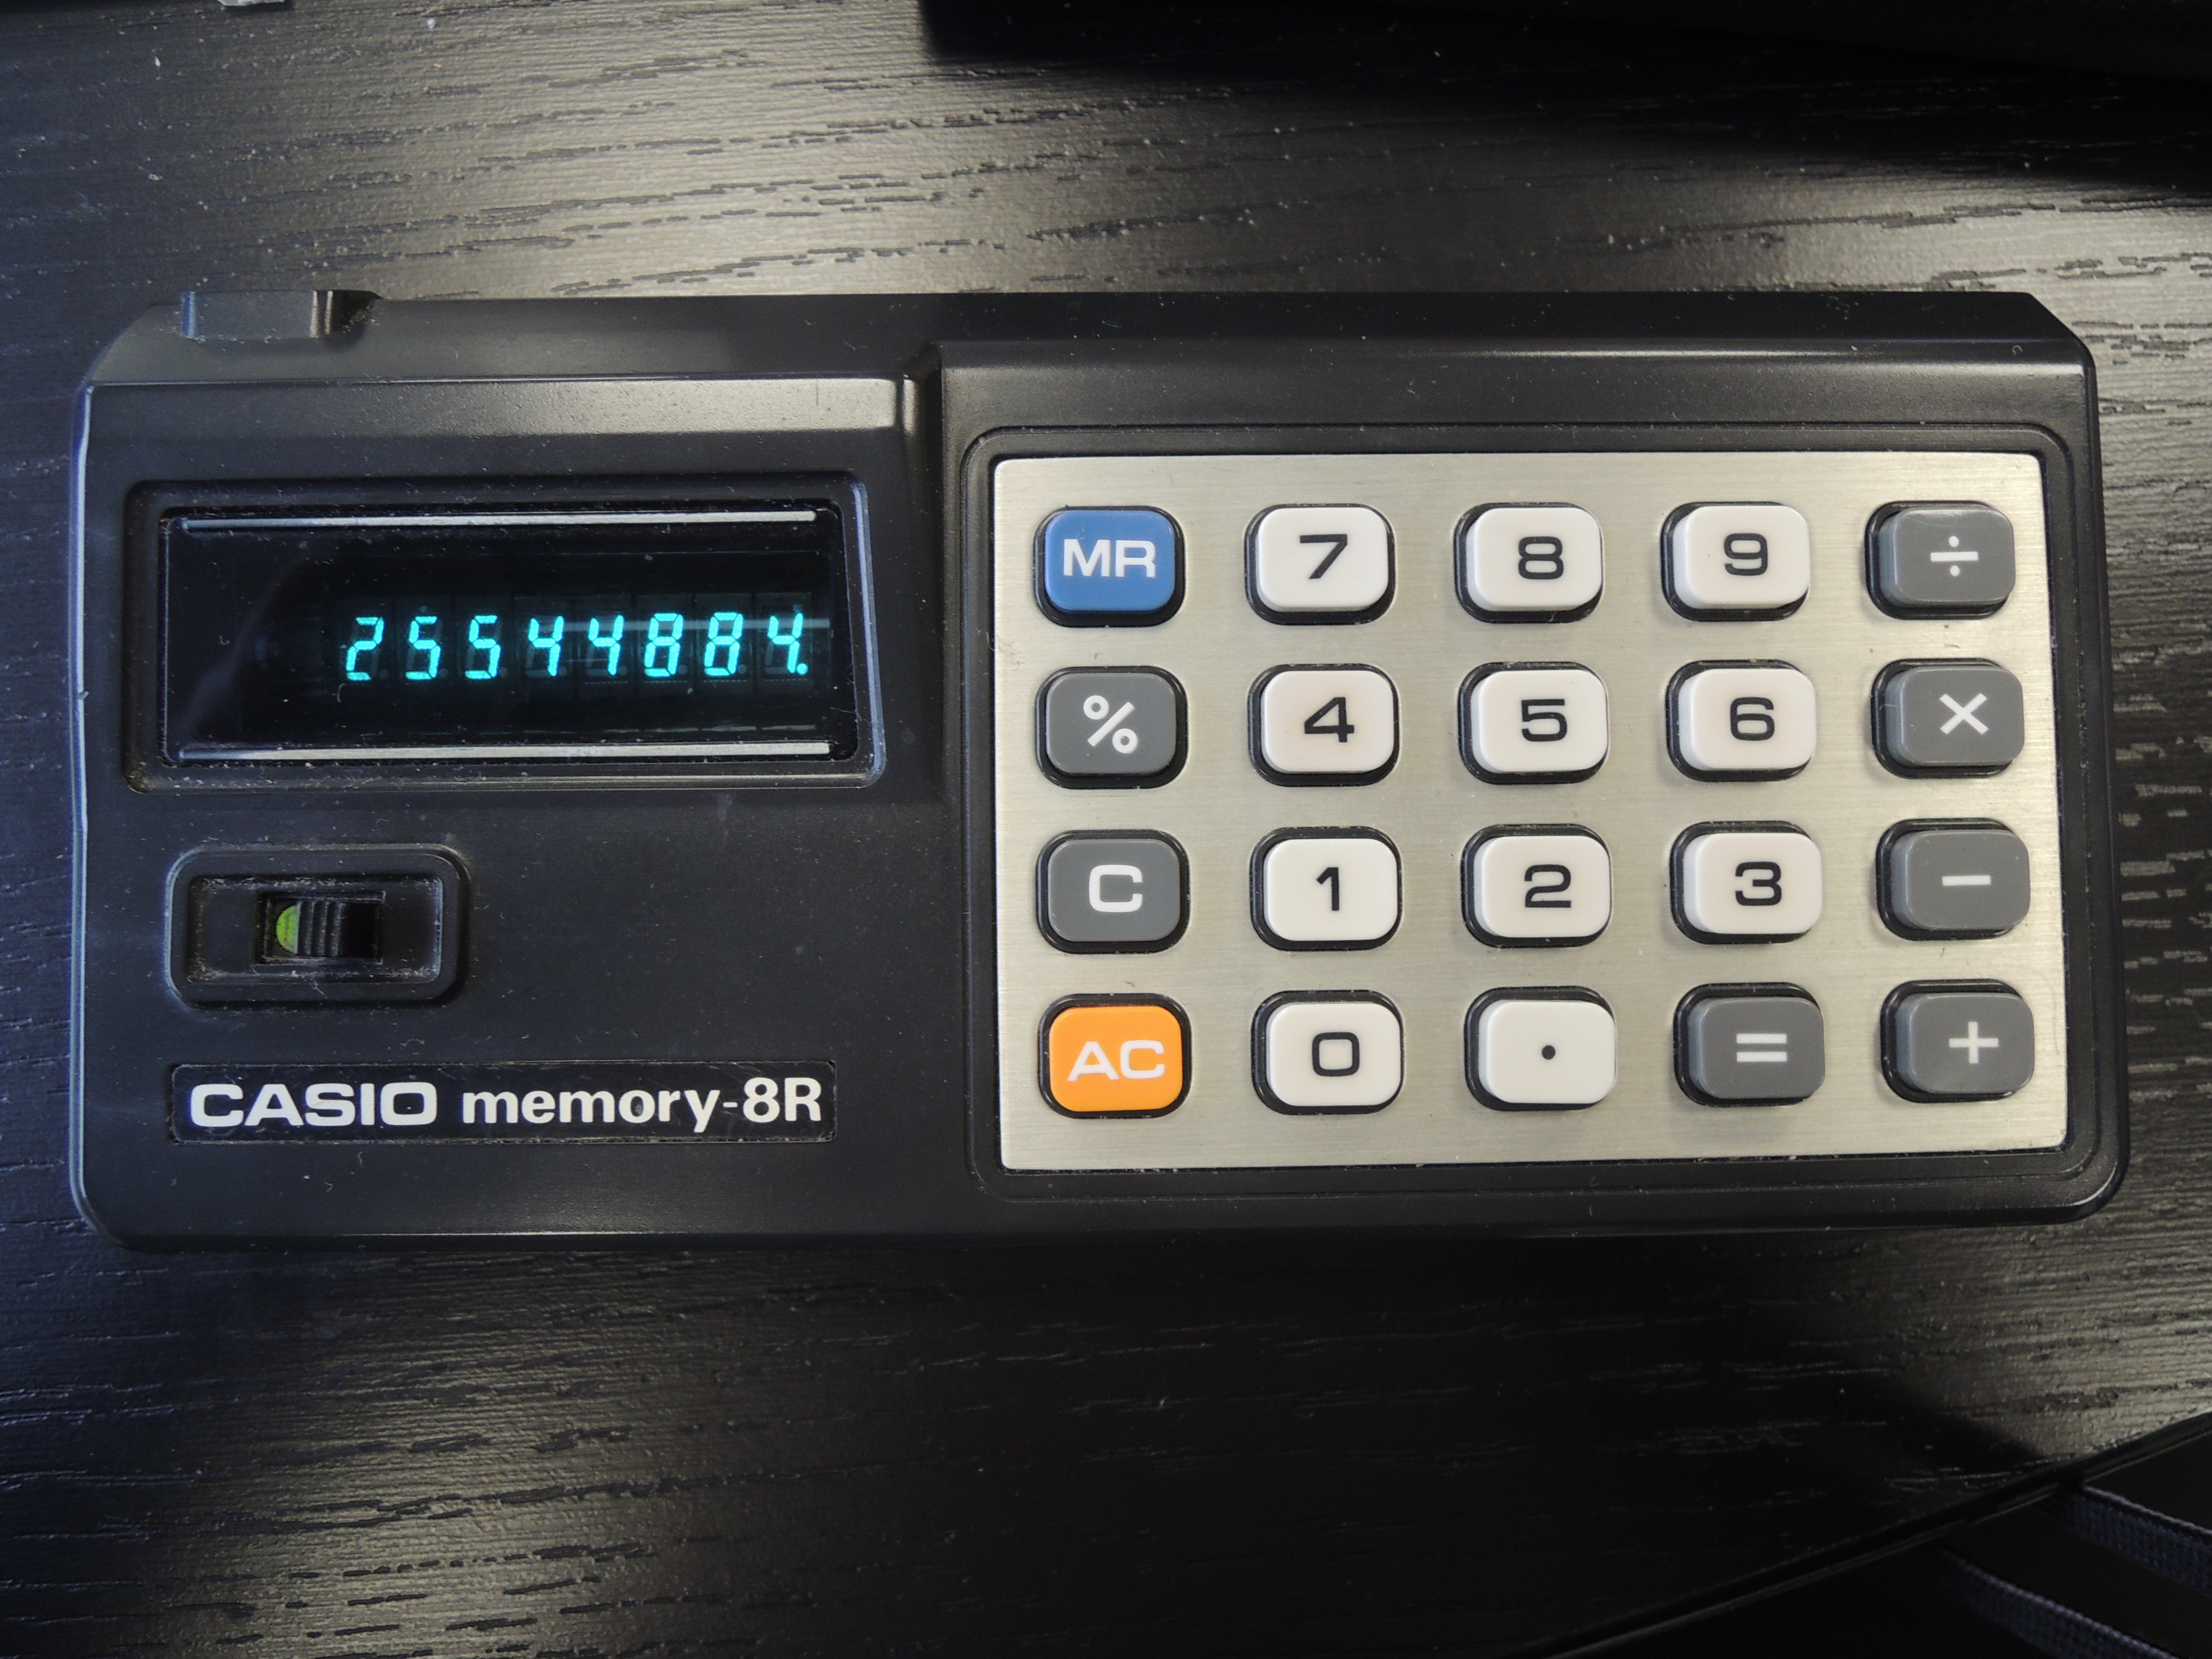 25544884.
CASIO memory-8R
MR 7 8 9 ÷
% 4 5 6 ×
C 1 2 3 −
AC 0 · = +